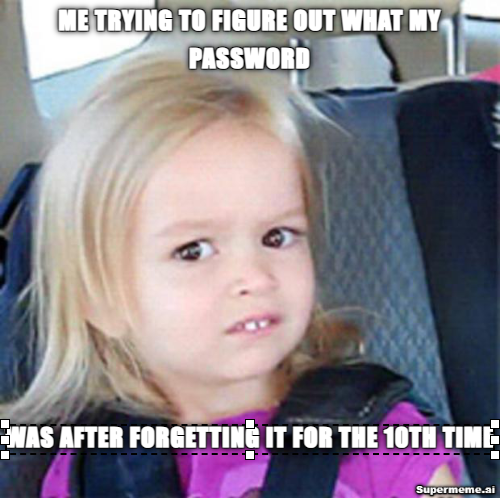 ME TRYING TO FIGURE OUT WHAT MY
PASSWORD
WAS AFTER FORGETTING IT FOR THE 10TH TIME
Supermeme.ai